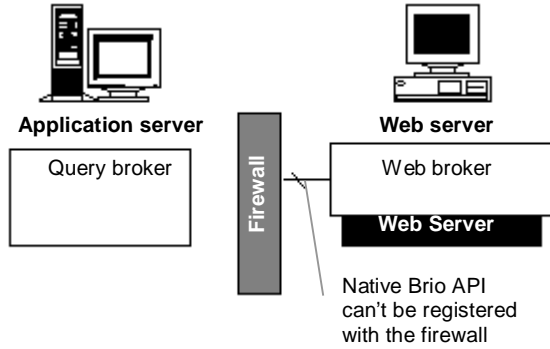 Application server
Web server
Query broker
Firewall
Web broker
Web Server
Native Brio API
can't be registered
with the firewall